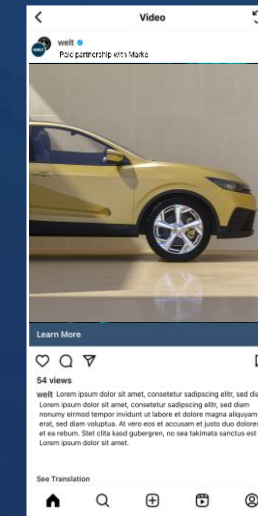 Video
welt
Paid partnership with Marke
Learn More
54 views
welt Lorem ipsum dolor sit amet, consetetur sadipscing elitr, sed dia
Lorem ipsum dolor sit amet, consetetur sadipscing elitr, sed diam
nonumy eirmod tempor invidunt ut labore et dolore magna aliquyam
erat, sed diam voluptua. At vero eos et accusam et justo duo dolores
et ea rebum. Stet clita kasd gubergren, no sea takimata sanctus est
Lorem ipsum dolor sit amet.
See Translation